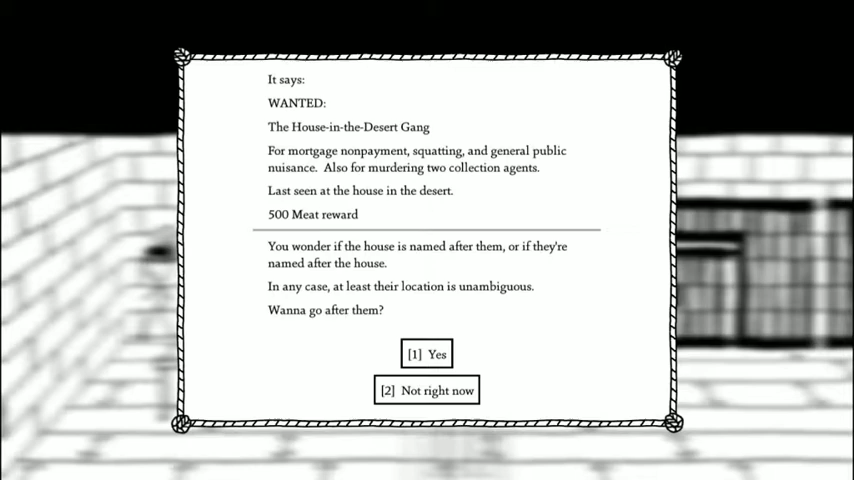 It says:
WANTED:
The House-in-the-Desert Gang
For mortgage nonpayment, squatting, and general public
nuisance.  Also for murdering two collection agents.
Last seen at the house in the desert.
500 Meat reward
You wonder if the house is named after them, or if they're
named after the house.
In any case, at least their location is unambiguous.
Wanna go after them?
[1]  Yes
[2]  Not right now